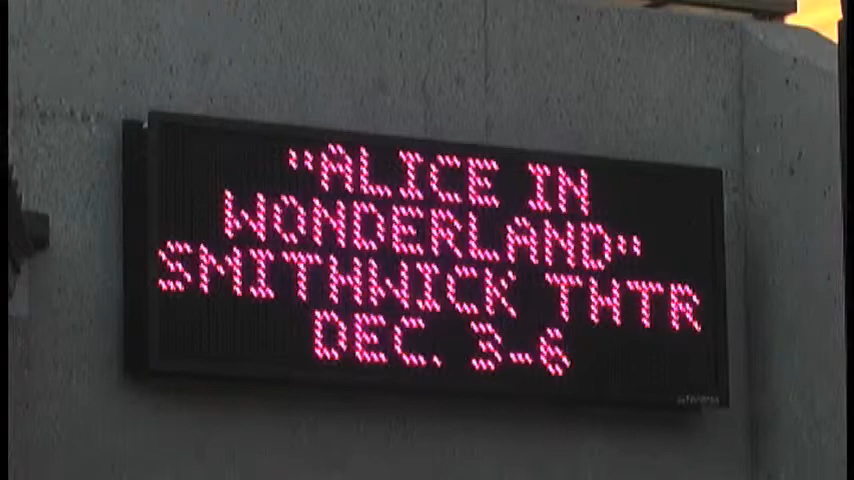 "ALICE IN
WONDERLAND"
SMITHWICK THTR
DEC. 3-6